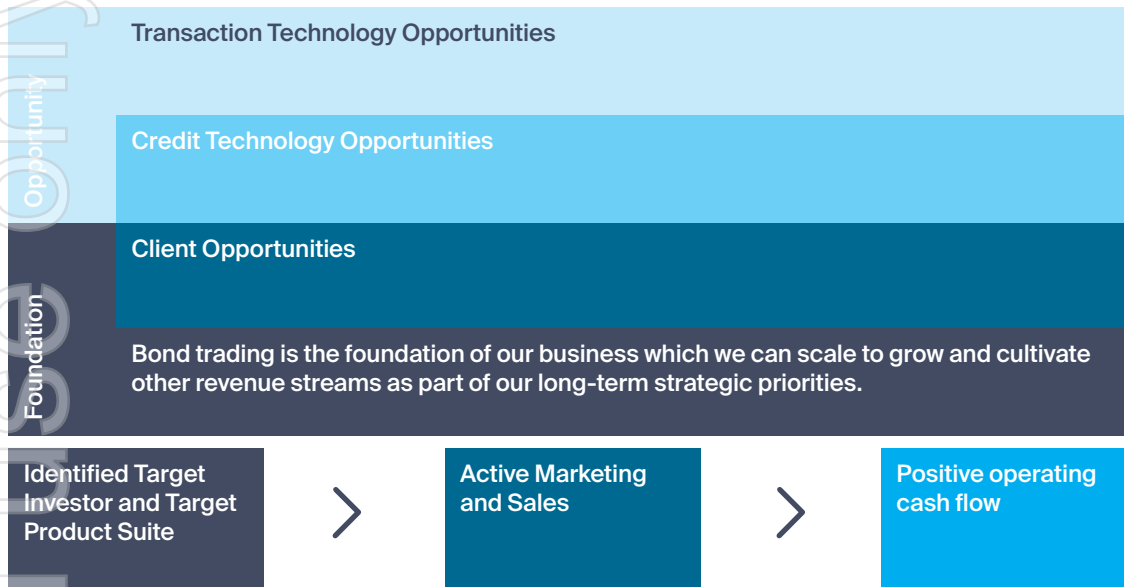 Transaction Technology Opportunities
Opportunity
Credit Technology Opportunities
Client Opportunities
Foundation
Bond trading is the foundation of our business which we can scale to grow and cultivate
other revenue streams as part of our long-term strategic priorities.
Identified Target
Investor and Target
Product Suite
Active Marketing
and Sales
Positive operating
cash flow
use only